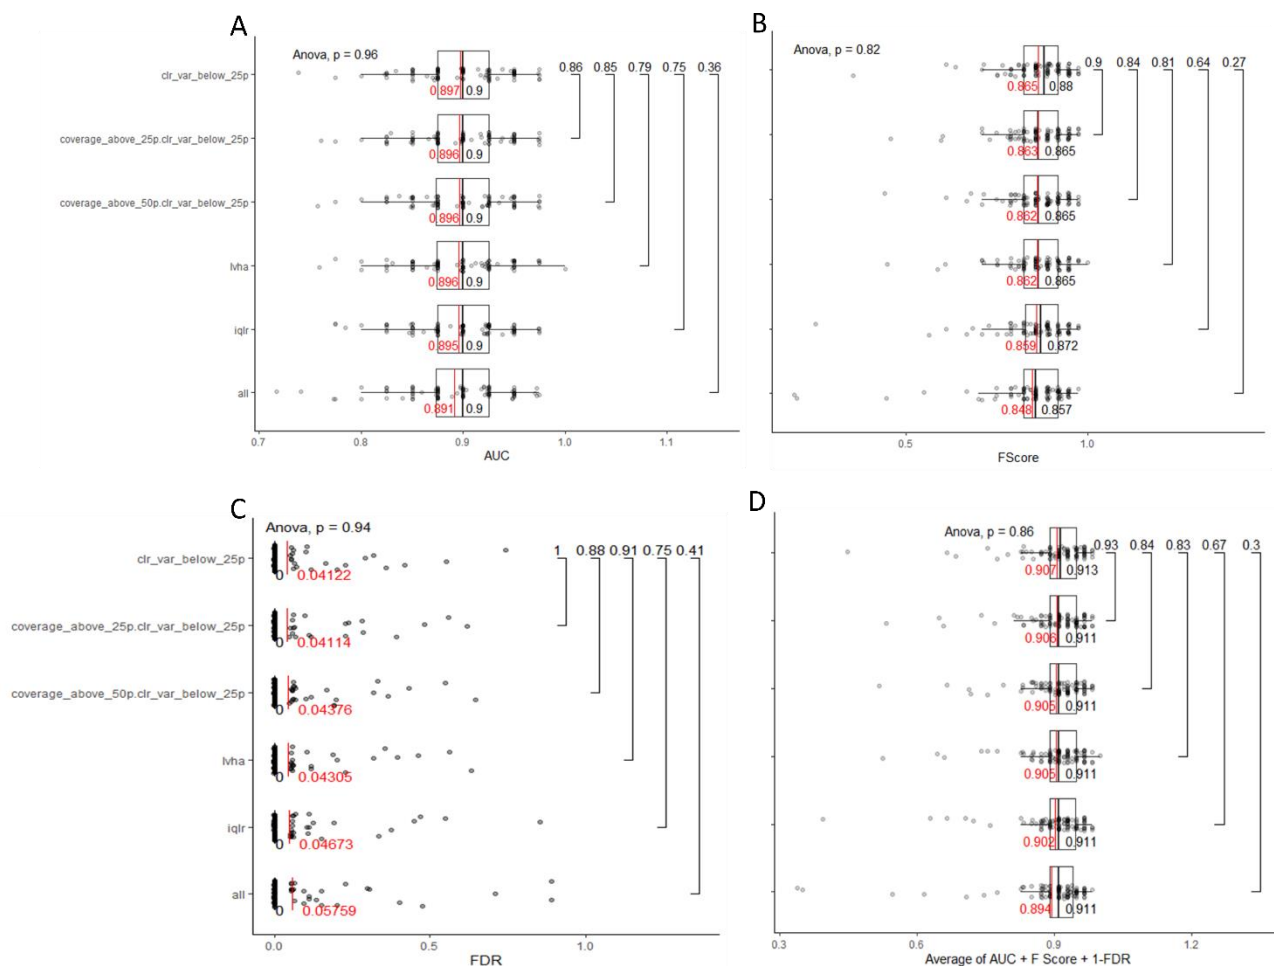 A
Anova, p = 0.96
0.86 0.85 0.79 0.75 0.36
clr_var_below_25p
0.897 0.9
coverage_above_25p.clr_var_below_25p
0.896 0.9
coverage_above_50p.clr_var_below_25p
0.896 0.9
lvha
0.896 0.9
iqlr
0.895 0.9
all
0.891 0.9
0.7 0.8 0.9 1.0 1.1
AUC
B
Anova, p = 0.82
0.9 0.84 0.81 0.64 0.27
0.865 0.88
0.863 0.865
0.862 0.865
0.862 0.865
0.859 0.872
0.848 0.857
0.5 1.0
FScore
C
Anova, p = 0.94
1 0.88 0.91 0.75 0.41
clr_var_below_25p
0 0.04122
coverage_above_25p.clr_var_below_25p
0 0.04114
coverage_above_50p.clr_var_below_25p
0 0.04376
lvha
0 0.04305
iqlr
0 0.04673
all
0 0.05759
0.0 0.5 1.0
FDR
D
Anova, p = 0.86
0.93 0.84 0.83 0.67 0.3
0.907 0.913
0.906 0.911
0.905 0.911
0.905 0.911
0.902 0.911
0.894 0.911
0.3 0.6 0.9 1.2
Average of AUC + F Score + 1-FDR